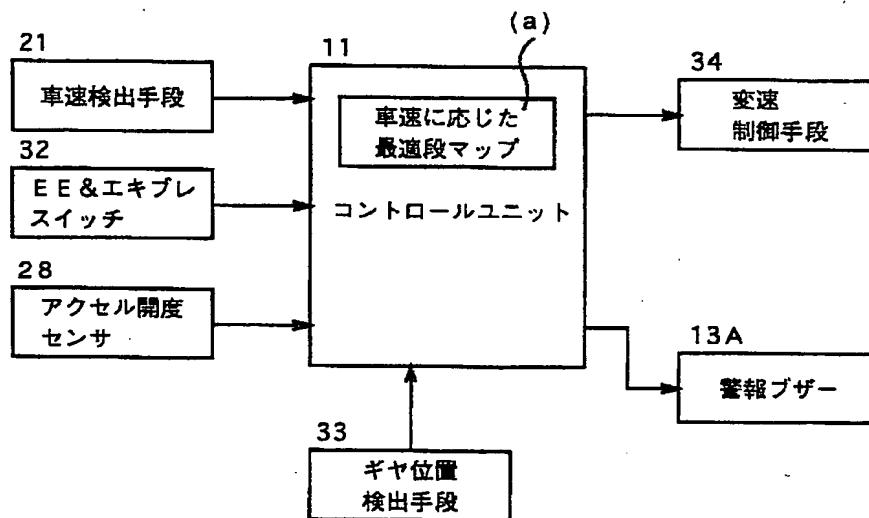 (a)
21
車速検出手段
11
車速に応じた
最適段マップ
コントロールユニット
34
変速
制御手段
32
EE&エキブレ
スイッチ
28
アクセル開度
センサ
13A
警報ブザー
33
ギヤ位置
検出手段